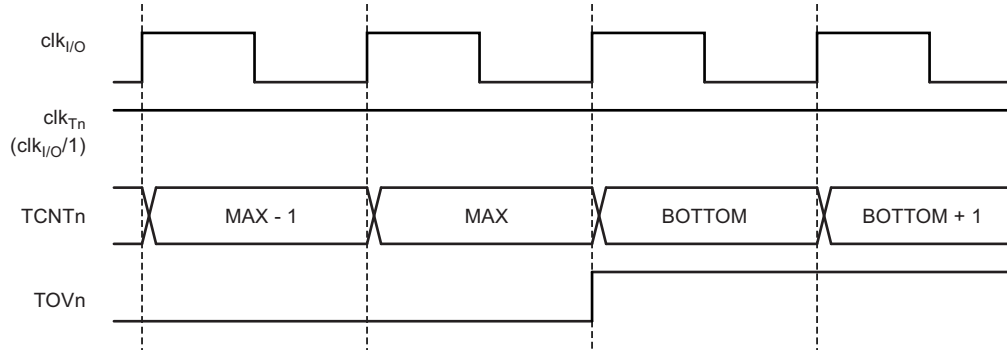 clkI/O
clkTn
(clkI/O/1)
TCNTn
MAX - 1
MAX
BOTTOM
BOTTOM + 1
TOVn